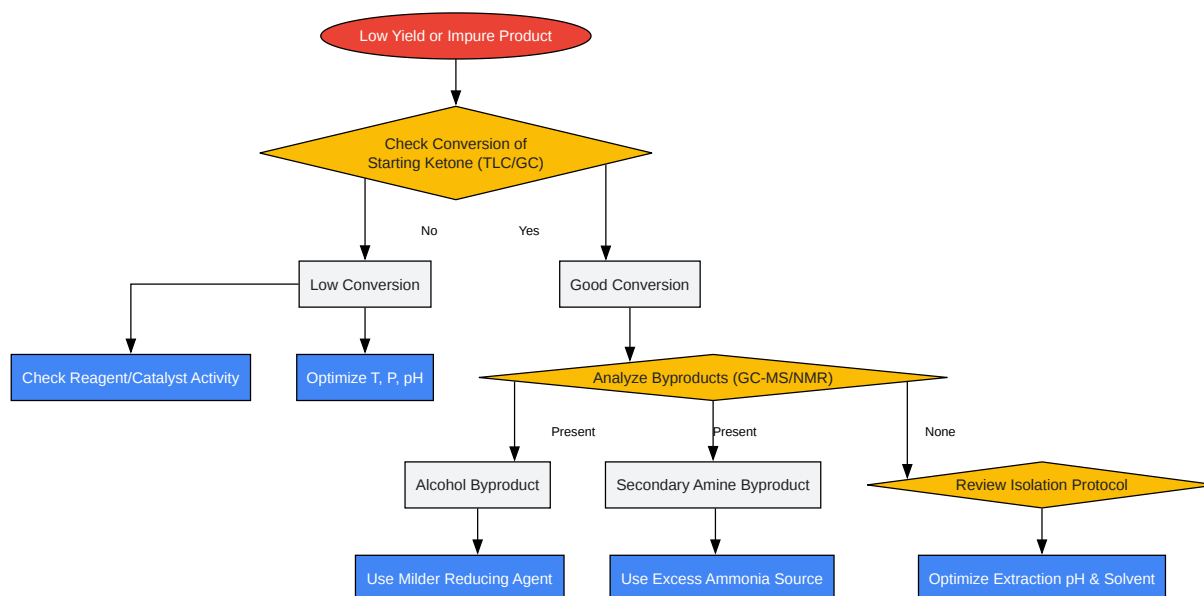 Low Yield or Impure Product
Check Conversion of
Starting Ketone (TLC/GC)
No
Yes
Low Conversion
Good Conversion
Check Reagent/Catalyst Activity
Optimize T, P, pH
Analyze Byproducts (GC-MS/NMR)
Present
Present
None
Alcohol Byproduct
Secondary Amine Byproduct
Review Isolation Protocol
Use Milder Reducing Agent
Use Excess Ammonia Source
Optimize Extraction pH & Solvent